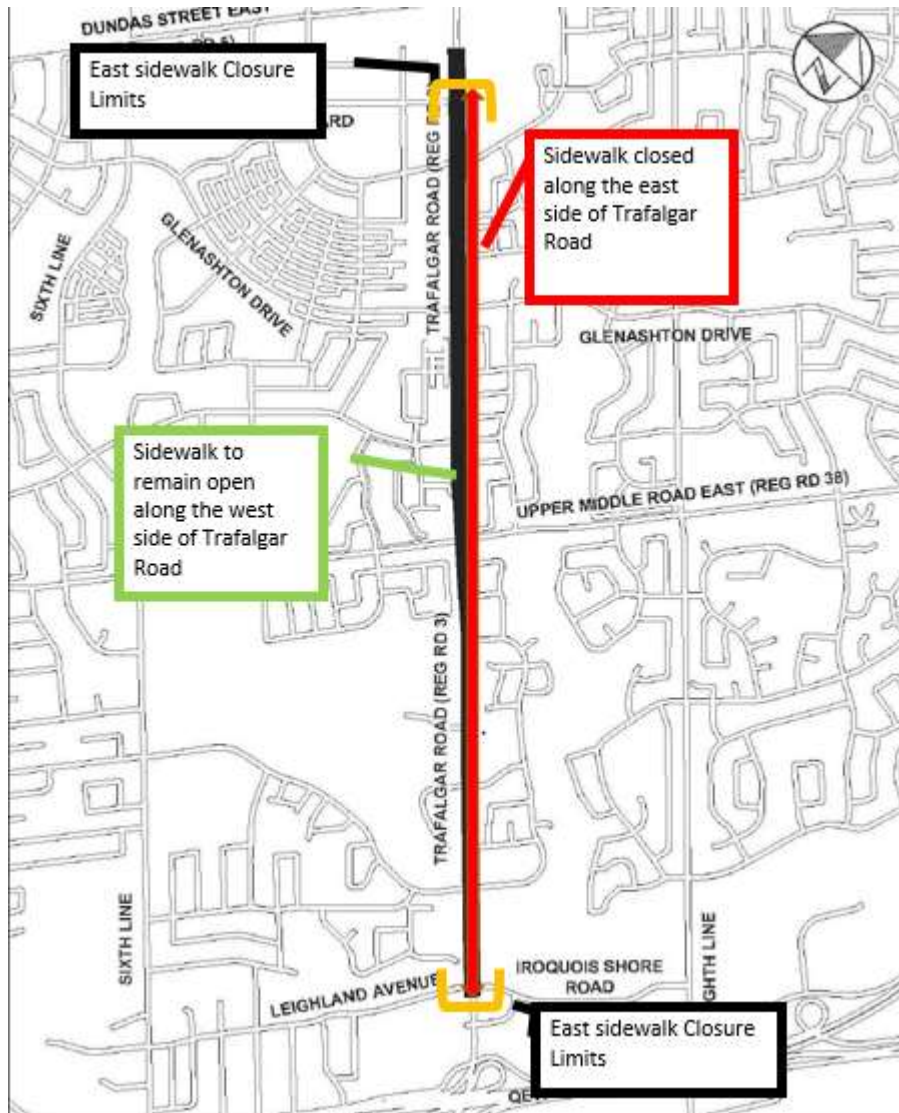 DUNDAS STREET EAST
East sidewalk Closure
Limits
ARD
TRAFALGAR ROAD (REG
Sidewalk closed
along the east
side of Trafalgar
Road
SIXTH LINE
GLENASHTON DRIVE
GLENASHTON DRIVE
Sidewalk to
remain open
along the west
side of Trafalgar
Road
UPPER MIDDLE ROAD EAST (REG RD 38)
TRAFALGAR ROAD (REG RD 3)
SIXTH LINE
GHTH LINE
LEIGHLAND AVENUE
IROQUOIS SHORE
ROAD
East sidewalk Closure
Limits
QEW